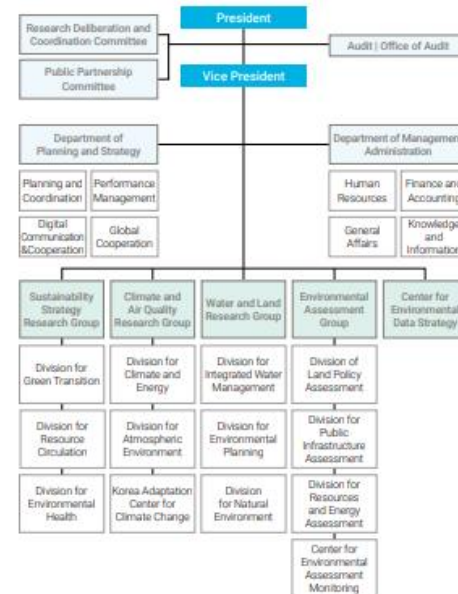 President
Research Deliberation and
Coordination Committee
Audit | Office of Audit
Public Partnership
Committee
Vice President
Department of
Planning and Strategy
Department of Management
Administration
Planning and
Coordination
Performance
Management
Human
Resources
Finance and
Accounting
Digital
Communication
&Cooperation
Global
Cooperation
General
Affairs
Knowledge
and
Information
Sustainability
Strategy
Research Group
Climate and
Air Quality
Research Group
Water and Land
Research Group
Environmental
Assessment
Group
Center for
Environmental
Data Strategy
Division for
Green Transition
Division for
Climate and
Energy
Division for
Integrated Water
Management
Division of
Land Policy
Assessment
Division for
Resource
Circulation
Division for
Atmospheric
Environment
Division for
Environmental
Planning
Division for
Public
Infrastructure
Assessment
Division for
Environmental
Health
Korea Adaptation
Center for
Climate Change
Division
for Natural
Environment
Division for
Resources
and Energy
Assessment
Center for
Environmental
Assessment
Monitoring